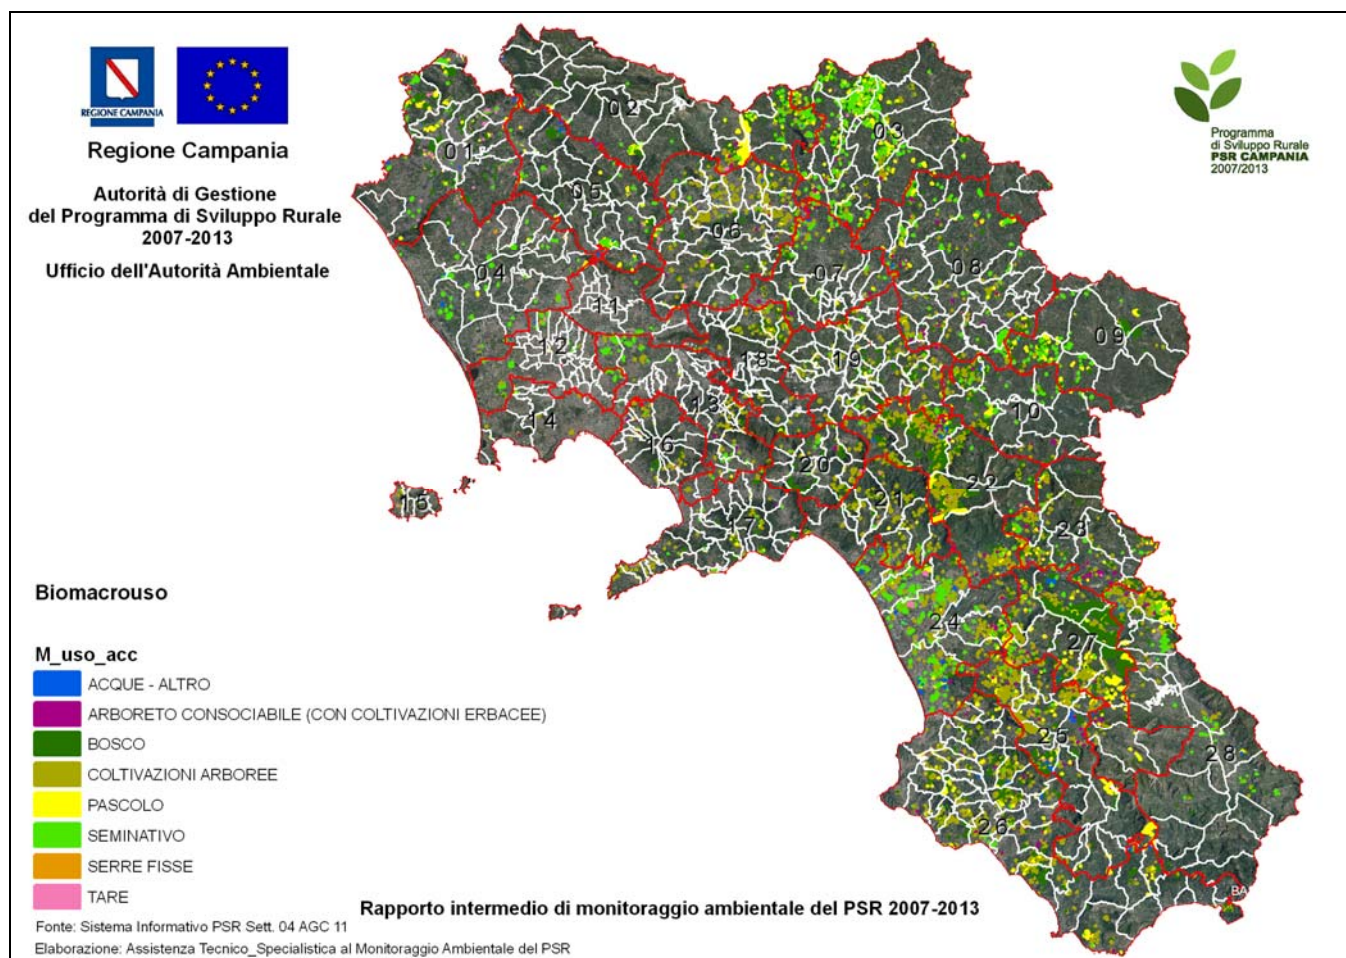 REGIONE CAMPANIA
Regione Campania
Autorità di Gestione
del Programma di Sviluppo Rurale
2007-2013
Ufficio dell'Autorità Ambientale
Programma
di Sviluppo Rurale
PSR CAMPANIA
2007/2013
01
02
03
04
05
06
07
08
09
10
11
12
13
14
15
16
17
18
19
20
21
22
23
24
25
26
27
28
BA
Biomacrouso
M_uso_acc
ACQUE - ALTRO
ARBORETO CONSOCIABILE (CON COLTIVAZIONI ERBACEE)
BOSCO
COLTIVAZIONI ARBOREE
PASCOLO
SEMINATIVO
SERRE FISSE
TARE
Rapporto intermedio di monitoraggio ambientale del PSR 2007-2013
Fonte: Sistema Informativo PSR Sett. 04 AGC 11
Elaborazione: Assistenza Tecnico_Specialistica al Monitoraggio Ambientale del PSR